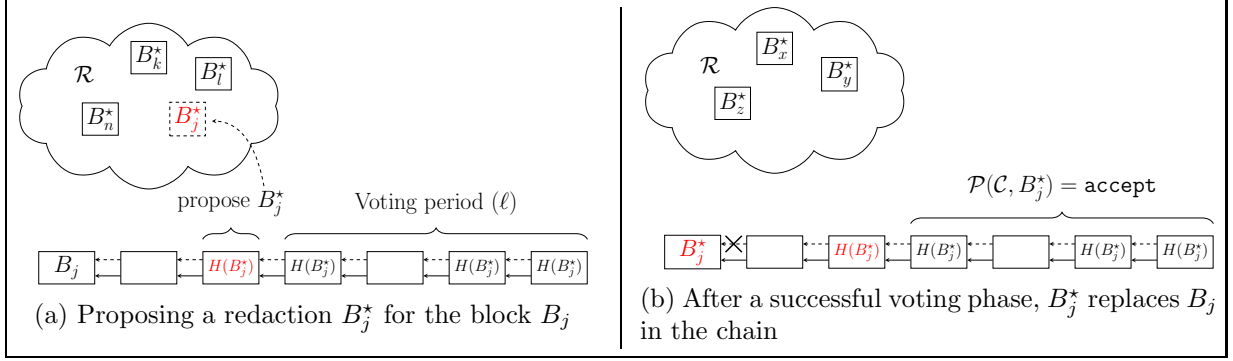 B⋆k
R
B⋆l
B⋆n
B⋆j
propose B⋆j
Voting period (ℓ)
Bj
H(B⋆j)
H(B⋆j)
H(B⋆j)
H(B⋆j)
(a) Proposing a redaction B⋆j for the block Bj
B⋆x
R
B⋆y
B⋆z
P(C, B⋆j) = accept
B⋆j
H(B⋆j)
H(B⋆j)
H(B⋆j)
H(B⋆j)
(b) After a successful voting phase, B⋆j replaces Bj
in the chain